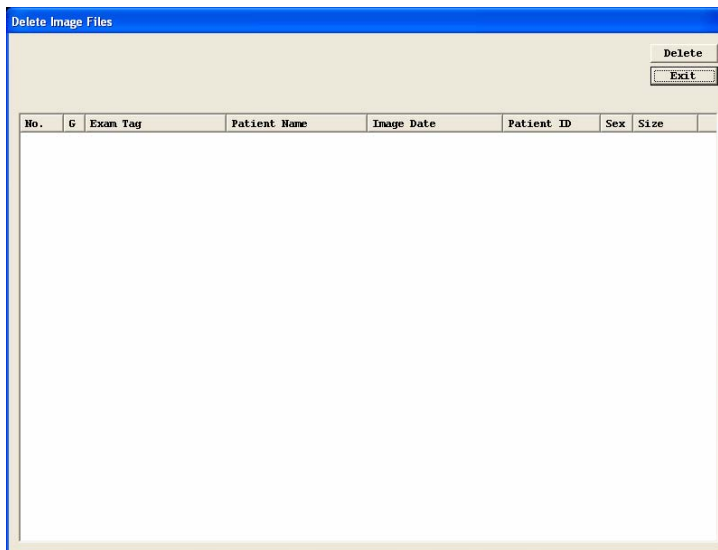 Delete Image Files
Delete
Exit
No. G Exam Tag Patient Name Image Date Patient ID Sex Size